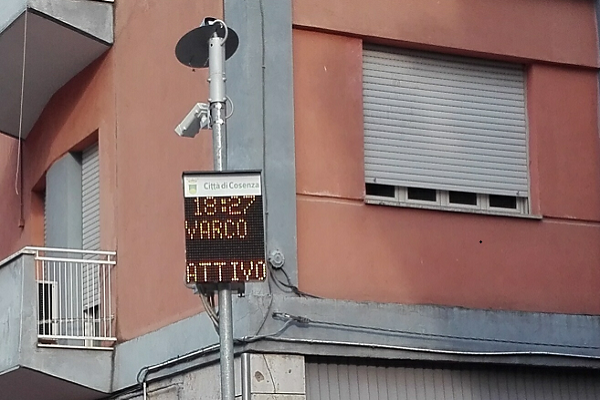 Città di Cosenza
18:27
VARCO
ATTIVO